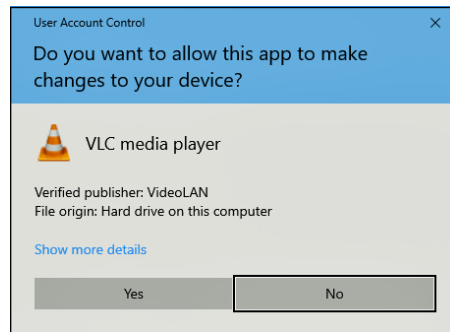 User Account Control
Do you want to allow this app to make
changes to your device?
VLC media player
Verified publisher: VideoLAN
File origin: Hard drive on this computer
Show more details
Yes
No